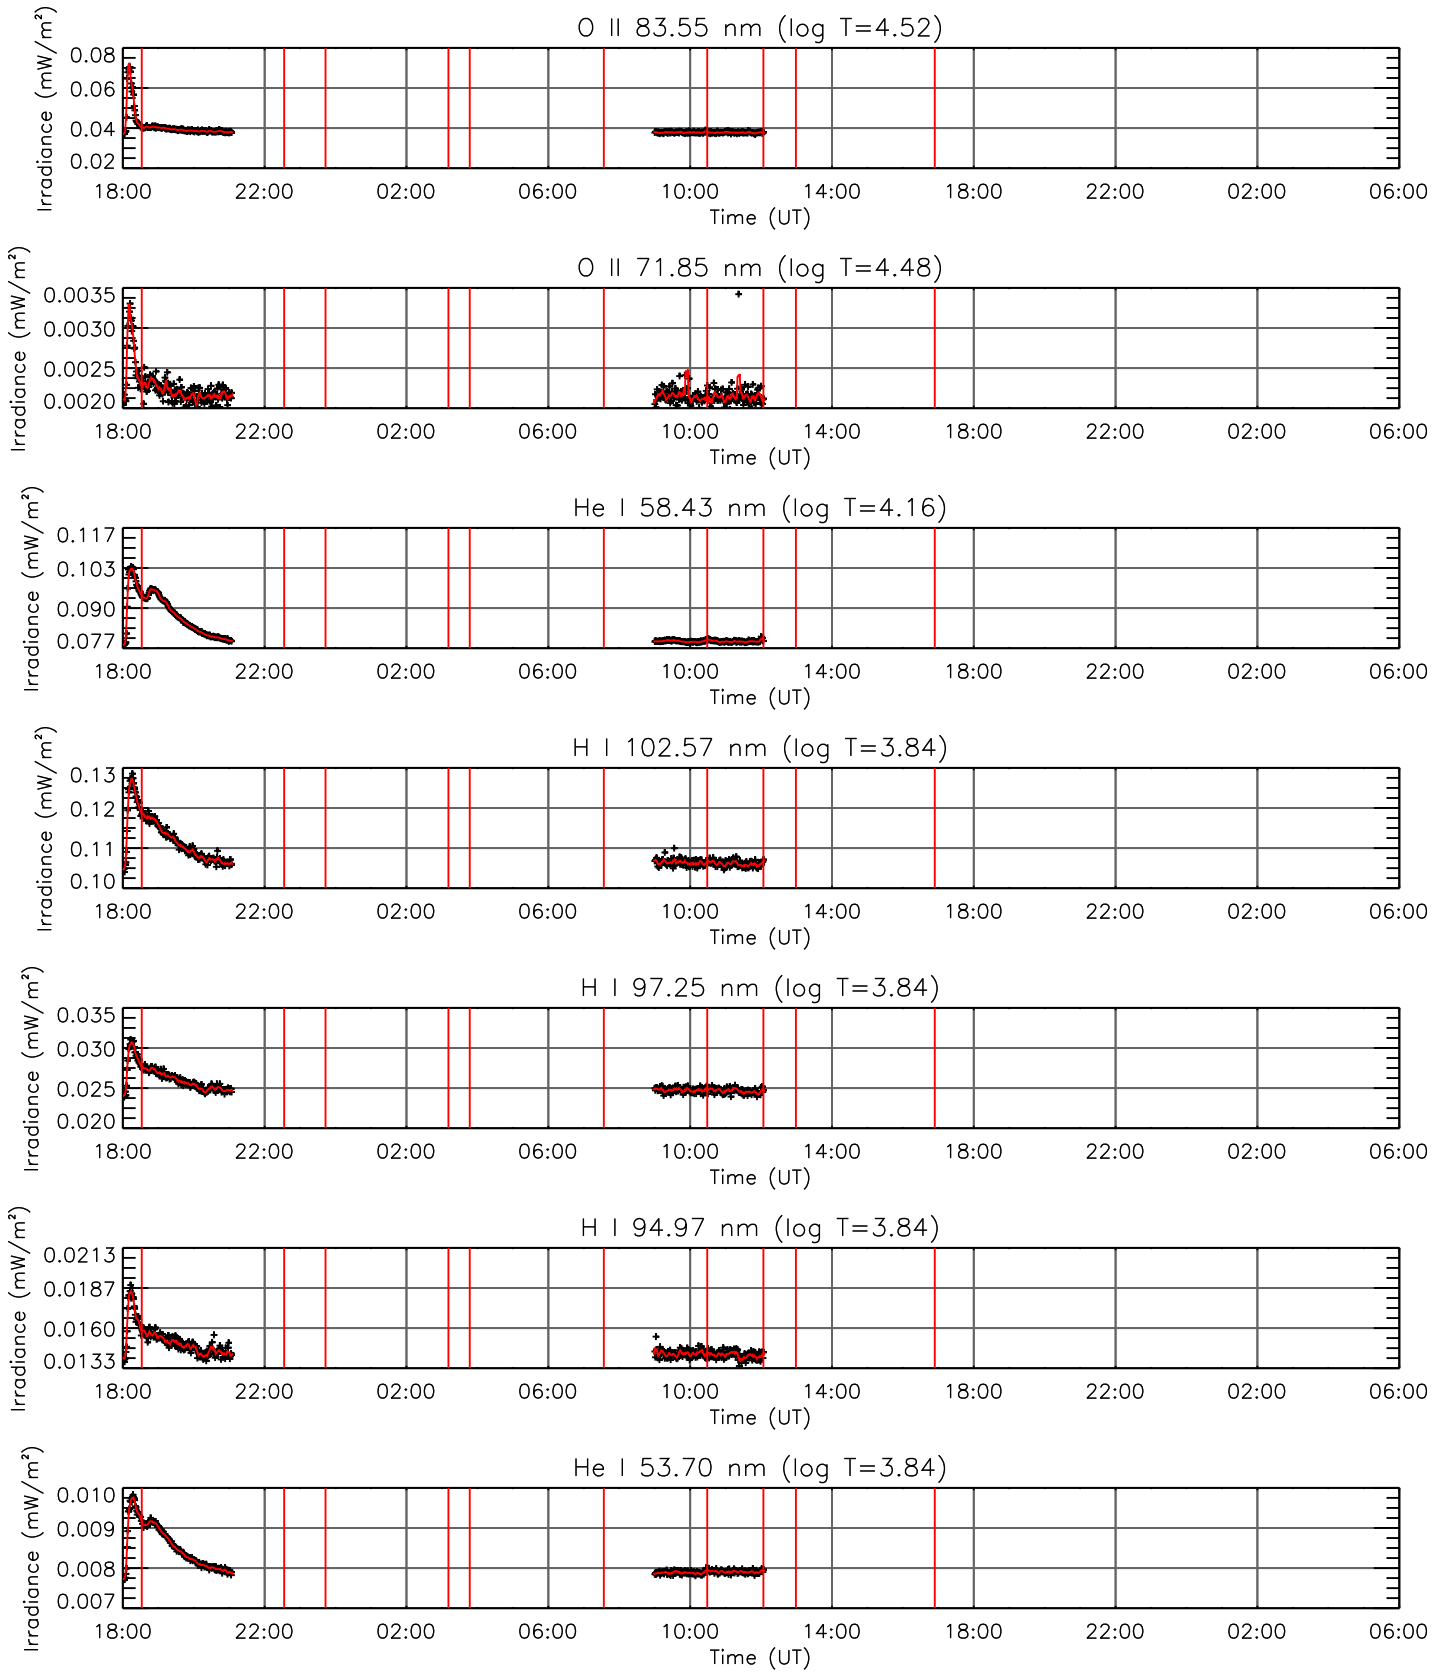 O II 83.55 nm (log T=4.52)
Irradiance (mW/m²)
0.08
0.06
0.04
0.02
18:00 22:00 02:00 06:00 10:00 14:00 18:00 22:00 02:00 06:00
Time (UT)
O II 71.85 nm (log T=4.48)
Irradiance (mW/m²)
0.0035
0.0030
0.0025
0.0020
18:00 22:00 02:00 06:00 10:00 14:00 18:00 22:00 02:00 06:00
Time (UT)
He I 58.43 nm (log T=4.16)
Irradiance (mW/m²)
0.117
0.103
0.090
0.077
18:00 22:00 02:00 06:00 10:00 14:00 18:00 22:00 02:00 06:00
Time (UT)
H I 102.57 nm (log T=3.84)
Irradiance (mW/m²)
0.13
0.12
0.11
0.10
18:00 22:00 02:00 06:00 10:00 14:00 18:00 22:00 02:00 06:00
Time (UT)
H I 97.25 nm (log T=3.84)
Irradiance (mW/m²)
0.035
0.030
0.025
0.020
18:00 22:00 02:00 06:00 10:00 14:00 18:00 22:00 02:00 06:00
Time (UT)
H I 94.97 nm (log T=3.84)
Irradiance (mW/m²)
0.0213
0.0187
0.0160
0.0133
18:00 22:00 02:00 06:00 10:00 14:00 18:00 22:00 02:00 06:00
Time (UT)
He I 53.70 nm (log T=3.84)
Irradiance (mW/m²)
0.010
0.009
0.008
0.007
18:00 22:00 02:00 06:00 10:00 14:00 18:00 22:00 02:00 06:00
Time (UT)